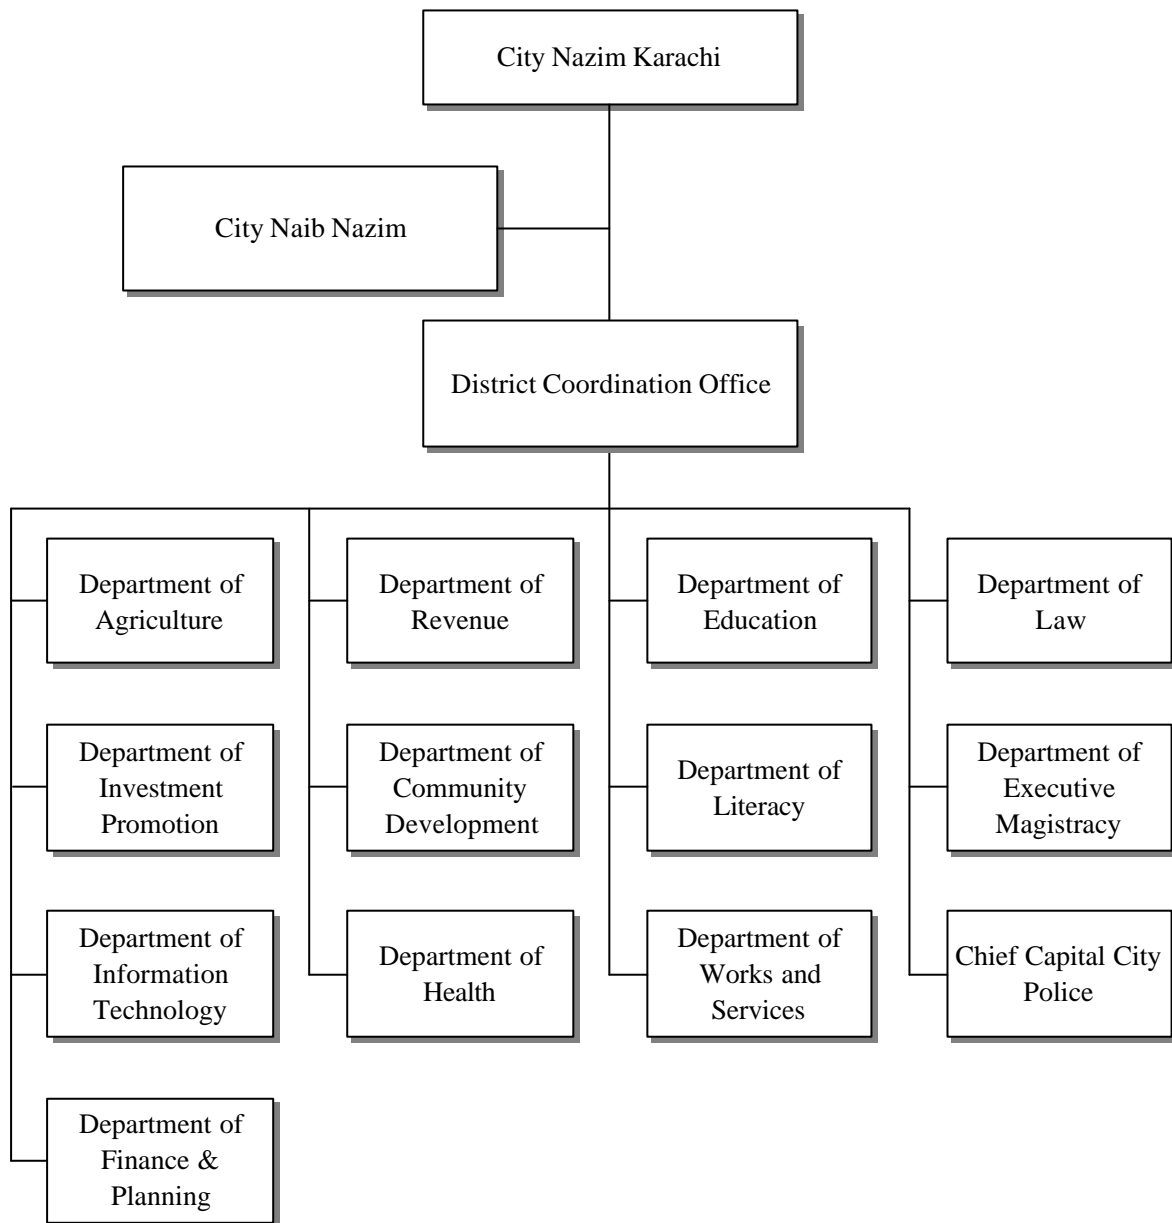 City Nazim Karachi
City Naib Nazim
District Coordination Office
Department of
Agriculture
Department of
Revenue
Department of
Education
Department of
Law
Department of
Investment
Promotion
Department of
Community
Development
Department of
Literacy
Department of
Executive
Magistracy
Department of
Information
Technology
Department of
Health
Department of
Works and
Services
Chief Capital City
Police
Department of
Finance &
Planning